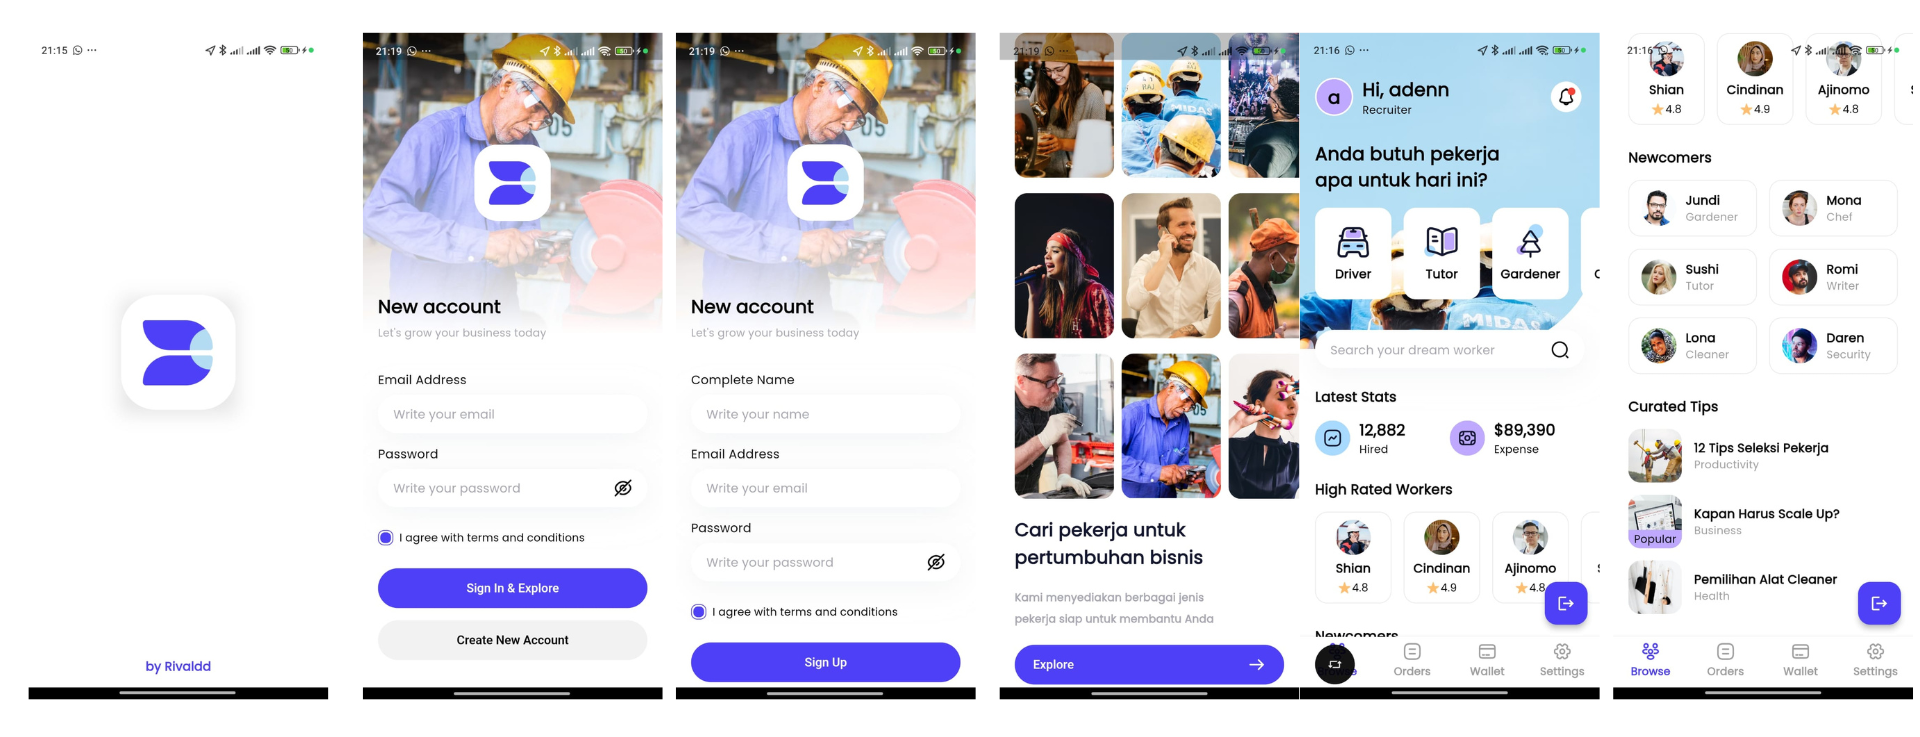 21:15
by Rivaldd
21:19
New account
Let's grow your business today
Email Address
Write your email
Password
Write your password
I agree with terms and conditions
Sign In & Explore
Create New Account
21:19
05
New account
Let's grow your business today
Complete Name
Write your name
Email Address
Write your email
Password
Write your password
I agree with terms and conditions
Sign Up
21:19
MIDAS
05
Cari pekerja untuk
pertumbuhan bisnis
Kami menyediakan berbagai jenis
pekerja siap untuk membantu Anda
Explore
21:16
a
Hi, adenn
Recruiter
Anda butuh pekerja
apa untuk hari ini?
Driver
Tutor
Gardener
MIDAS
Search your dream worker
Latest Stats
12,882
Hired
$89,390
Expense
High Rated Workers
Shian
4.8
Cindinan
4.9
Ajinomo
4.8
Newcomers
Orders
Wallet
Settings
21:16
Shian
4.8
Cindinan
4.9
Ajinomo
4.8
Newcomers
Jundi
Gardener
Mona
Chef
Sushi
Tutor
Romi
Writer
Lona
Cleaner
Daren
Security
Curated Tips
12 Tips Seleksi Pekerja
Productivity
Popular
Kapan Harus Scale Up?
Business
Pemilihan Alat Cleaner
Health
Browse
Orders
Wallet
Settings